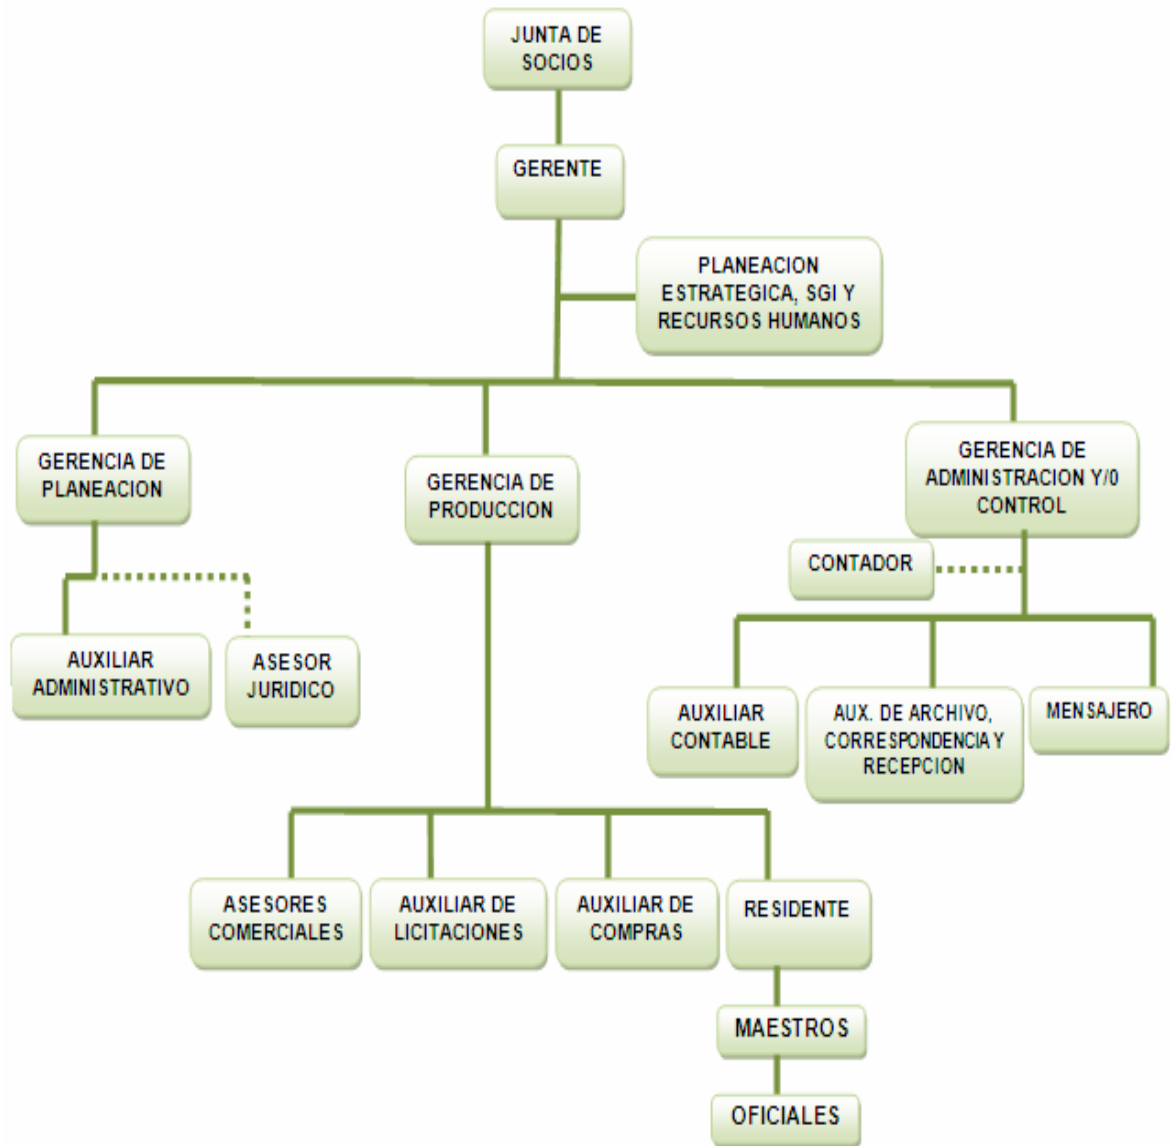 JUNTA DE
SOCIOS
GERENTE
PLANEACION
ESTRATEGICA, SGI Y
RECURSOS HUMANOS
GERENCIA DE
PLANEACION
GERENCIA DE
PRODUCCION
GERENCIA DE
ADMINISTRACION Y/0
CONTROL
CONTADOR
AUXILIAR
ADMINISTRATIVO
ASESOR
JURIDICO
AUXILIAR
CONTABLE
AUX. DE ARCHIVO,
CORRESPONDENCIA Y
RECEPCION
MENSAJERO
ASESORES
COMERCIALES
AUXILIAR DE
LICITACIONES
AUXILIAR DE
COMPRAS
RESIDENTE
MAESTROS
OFICIALES